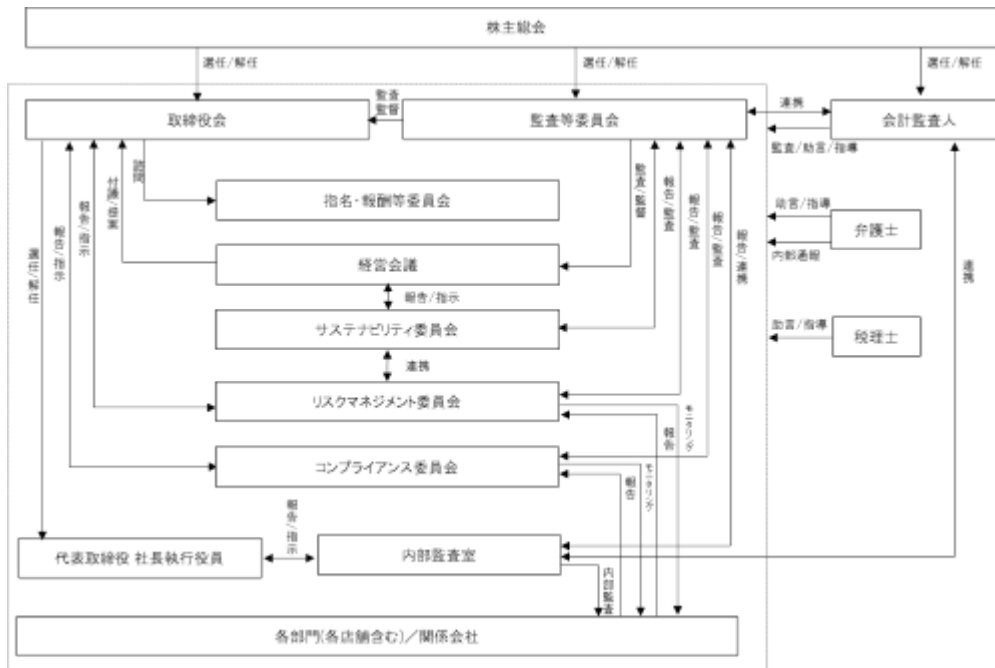 株主総会
選任/解任
選任/解任
選任/解任
取締役会
監査
監督
監査等委員会
連携
会計監査人
監査/助言/指導
諮問
付議/提案
報告/指示
報告/指示
選任/解任
指名・報酬等委員会
監査/監督
報告/監査
報告/監査
報告/監査
報告/連携
助言/指導
弁護士
内部通報
連携
経営会議
報告/指示
サステナビリティ委員会
助言/指導
税理士
連携
リスクマネジメント委員会
報告
モニタリング
コンプライアンス委員会
報告
モニタリング
代表取締役 社長執行役員
報告/指示
内部監査室
内部監査
各部門(各店舗含む)／関係会社